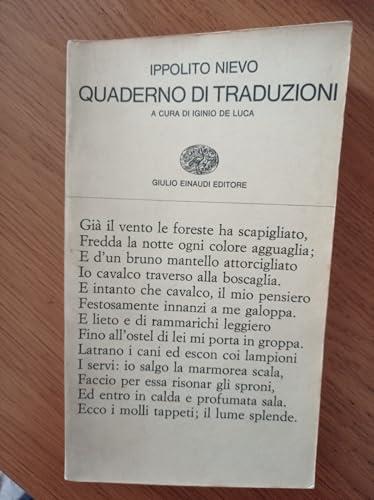 IPPOLITO NIEVO
QUADERNO DI TRADUZIONI
A CURA DI IGINIO DE LUCA
GIULIO EINAUDI EDITORE
Già il vento le foreste ha scapigliato,
Fredda la notte ogni colore agguaglia;
E d'un bruno mantello attorcigliato
Io cavalco traverso alla boscaglia.
E intanto che cavalco, il mio pensiero
Festosamente innanzi a me galoppa.
E lieto e di rammarichi leggiero
Fino all'ostel di lei mi porta in groppa.
Latrano i cani ed escon coi lampioni
I servi: io salgo la marmorea scala,
Faccio per essa risonar gli sproni,
Ed entro in calda e profumata sala.
Ecco i molli tappeti; il lume splende.